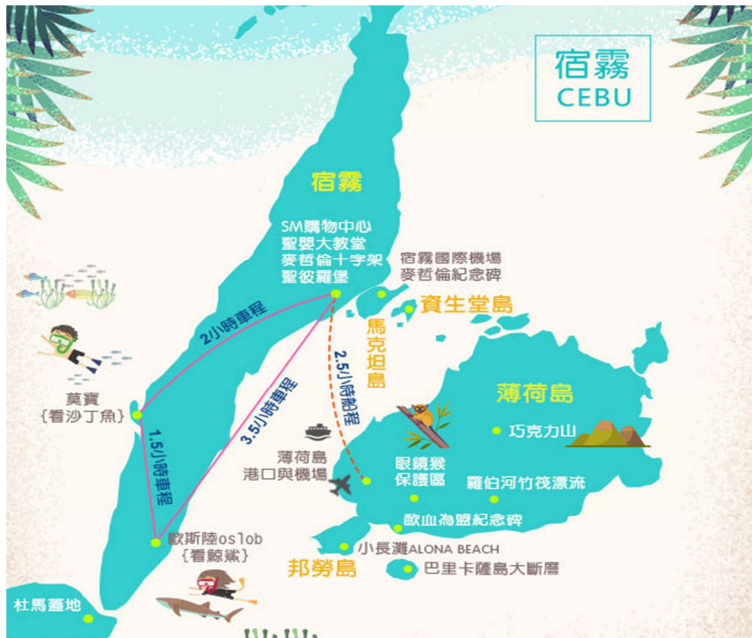 宿霧
CEBU
宿霧
SM購物中心
聖嬰大教堂
麥哲倫十字架
聖彼羅堡
宿霧國際機場
麥哲倫紀念碑
資生堂島
馬克坦島
2小時車程
3.5小時車程
2.5小時船程
1.5小時車程
莫寶
{看沙丁魚}
薄荷島
巧克力山
薄荷島
港口與機場
眼鏡猴
保護區
羅伯河竹筏漂流
歃血為盟紀念碑
歐斯陸oslob
{看鯨鯊}
小長灘ALONA BEACH
邦勞島
巴里卡薩島大斷層
杜馬蓋地